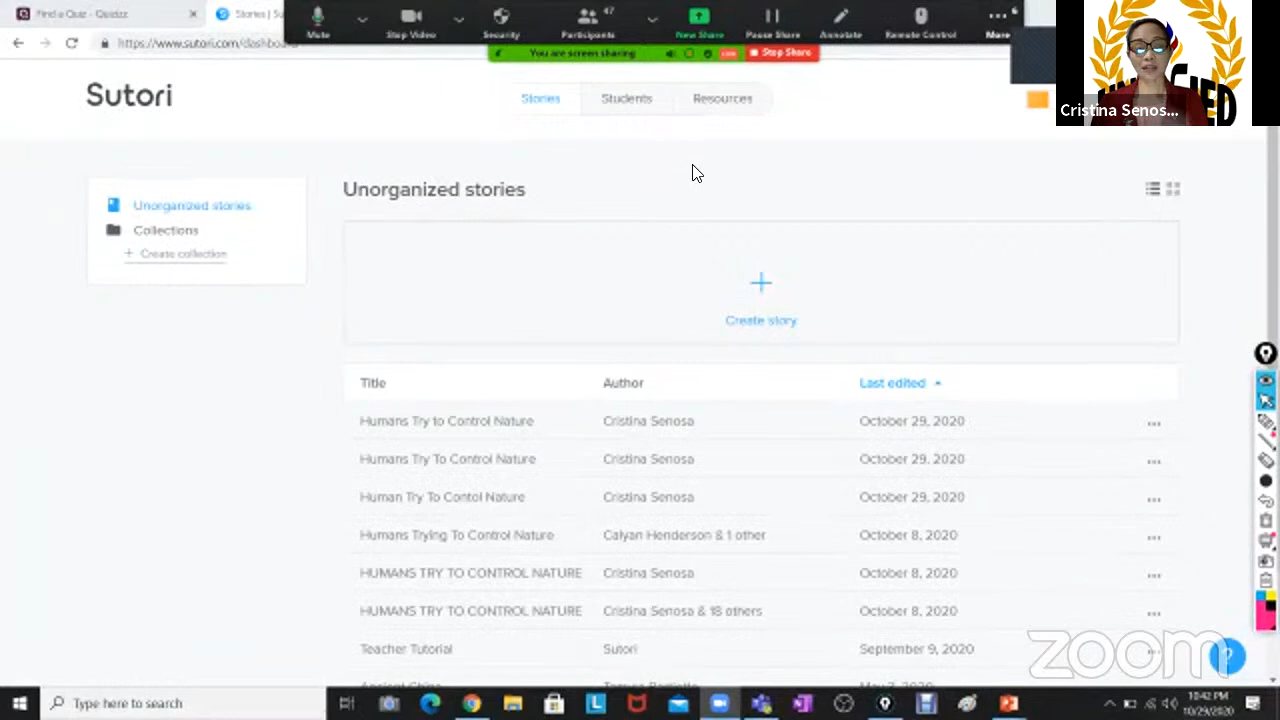 Find a Quiz - Quizizz
Stories | Su
https://www.sutori.com/dashboard
Mute
Stop Video
Security
47
Participants
New Share
Pause Share
Annotate
Remote Control
More
You are screen sharing
Stop Share
Cristina Senos...
Sutori
Stories
Students
Resources
Unorganized stories
Collections
+ Create collection
Unorganized stories
Create story
Title Author Last edited
Humans Try to Control Nature Cristina Senosa October 29, 2020
Humans Try To Control Nature Cristina Senosa October 29, 2020
Human Try To Contol Nature Cristina Senosa October 29, 2020
Humans Trying To Control Nature Calyan Henderson & 1 other October 8, 2020
HUMANS TRY TO CONTROL NATURE Cristina Senosa October 8, 2020
HUMANS TRY TO CONTROL NATURE Cristina Senosa & 18 others October 8, 2020
Teacher Tutorial Sutori September 9, 2020
Ancient China
zoom
Type here to search
10:42 PM
10/29/2020